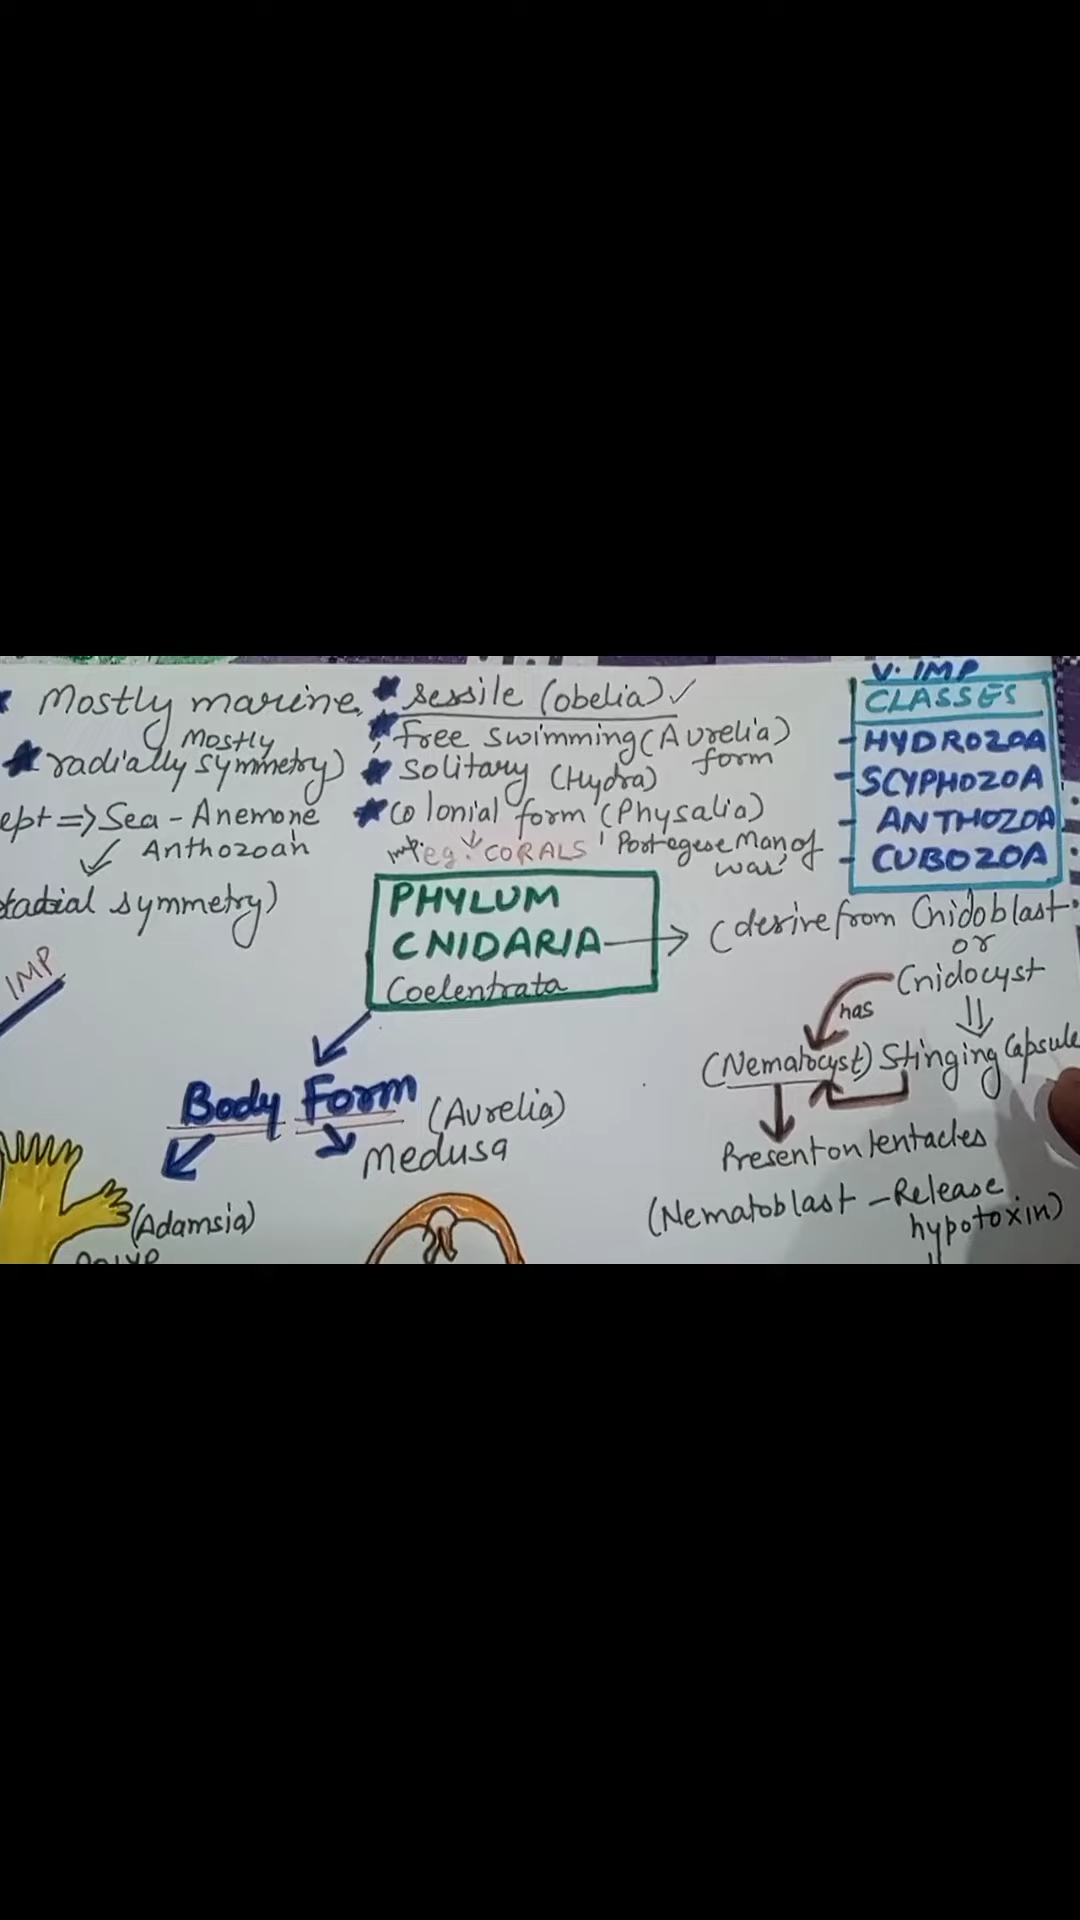 Mostly marine.
Mostly
radially symmetry)
ept => Sea - Anemone
Anthozoan
symmetry)
IMP
sessile (obelia) ✓
free swimming (Aurelia)
form
solitary (Hydra)
Colonial form (Physalia)
imp. eg. CORALS 'Portegese Man of
war'
V. IMP
CLASSES
- HYDROZOA
- SCYPHOZOA
- ANTHOZOA
- CUBOZOA
PHYLUM
CNIDARIA
Coelentrata
(desire from Cnidoblast.
or
Cnidocyst
has
(Nematocyst) Stinging Capsule
Present on tentacles
(Nematoblast - Release
hypotoxin)
Body Form
(Aurelia)
Medusa
(Adamsia)